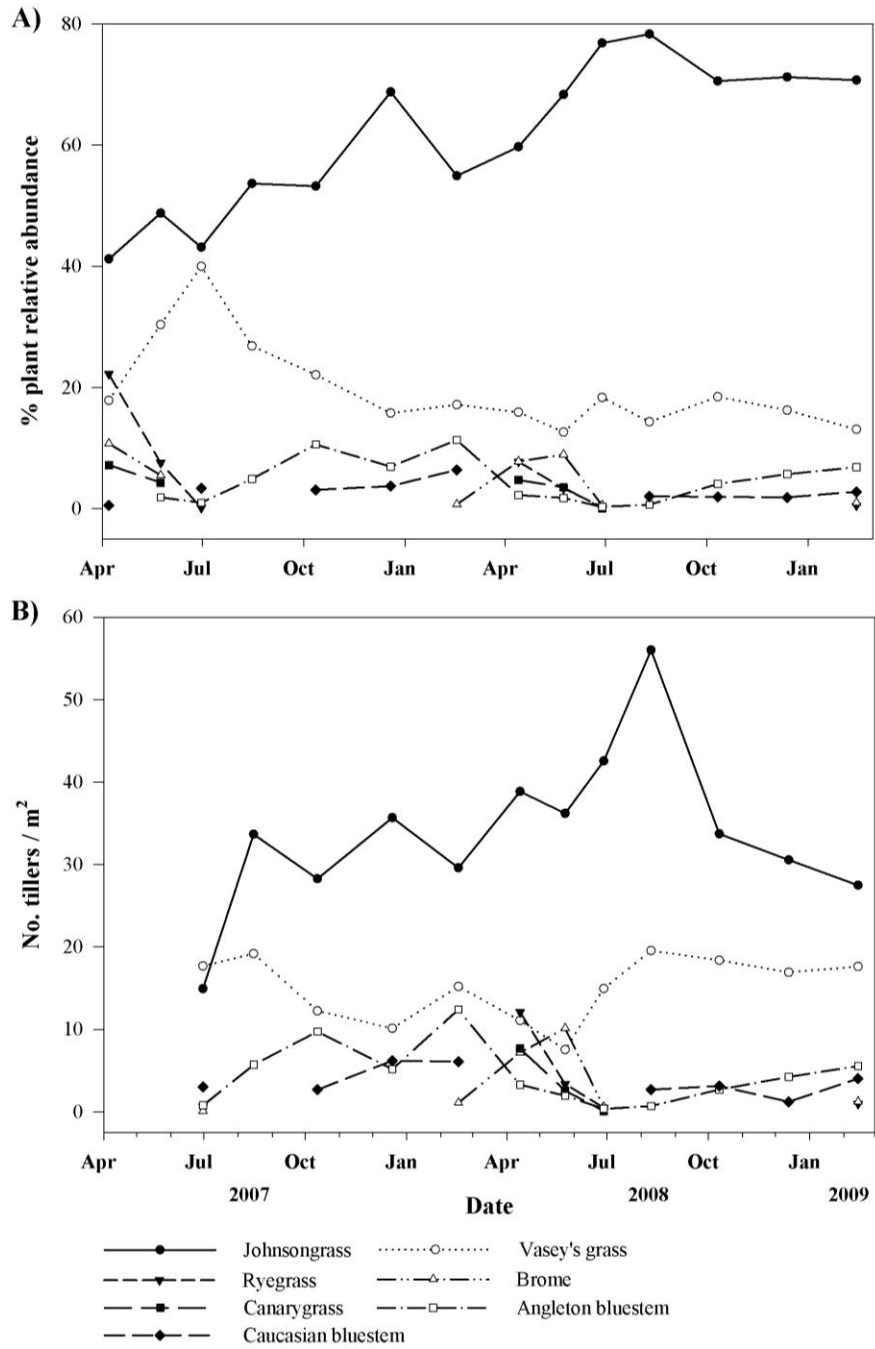 A)
80
60
40
20
0
% plant relative abundance
Apr Jul Oct Jan Apr Jul Oct Jan
B)
60
50
40
30
20
10
0
No. tillers / m²
Apr Jul Oct Jan Apr Jul Oct Jan
2007 Date 2008 2009
Johnsongrass Vasey's grass
Ryegrass Brome
Canarygrass Angleton bluestem
Caucasian bluestem